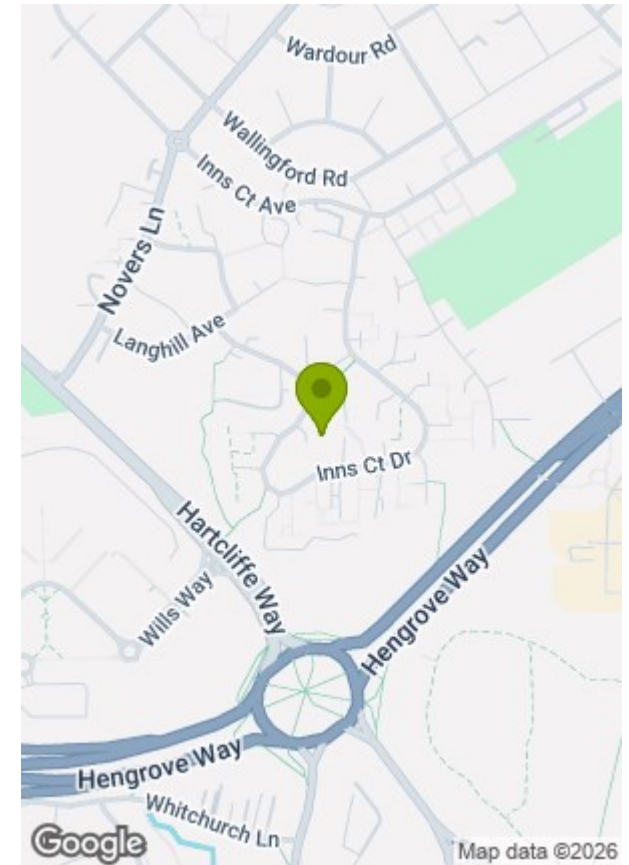 Wardour Rd
Wallingford Rd
Inns Ct Ave
Novers Ln
Langhill Ave
Inns Ct Dr
Hartcliffe Way
Wills Way
Hengrove Way
Hengrove Way
Whitchurch Ln
Google
Map data ©2026